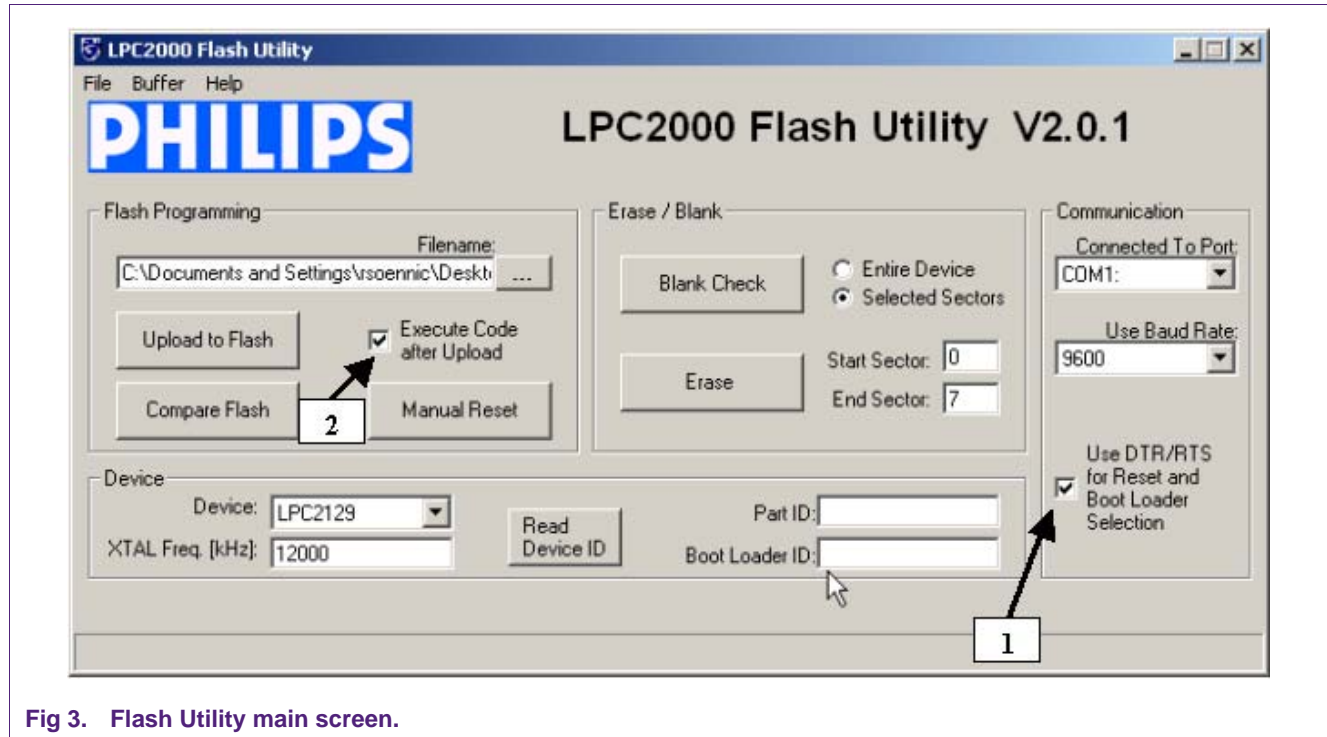 LPC2000 Flash Utility
File Buffer Help
PHILIPS
LPC2000 Flash Utility V2.0.1
Flash Programming
Filename:
C:\Documents and Settings\rsoennic\Deskt
...
Upload to Flash
Execute Code
after Upload
Compare Flash
2
Manual Reset
Erase / Blank
Blank Check
Entire Device
Selected Sectors
Erase
Start Sector: 0
End Sector: 7
Communication
Connected To Port:
COM1:
Use Baud Rate:
9600
Use DTR/RTS
for Reset and
Boot Loader
Selection
1
Device
Device: LPC2129
XTAL Freq. [kHz]: 12000
Read
Device ID
Part ID:
Boot Loader ID:
Fig 3. Flash Utility main screen.